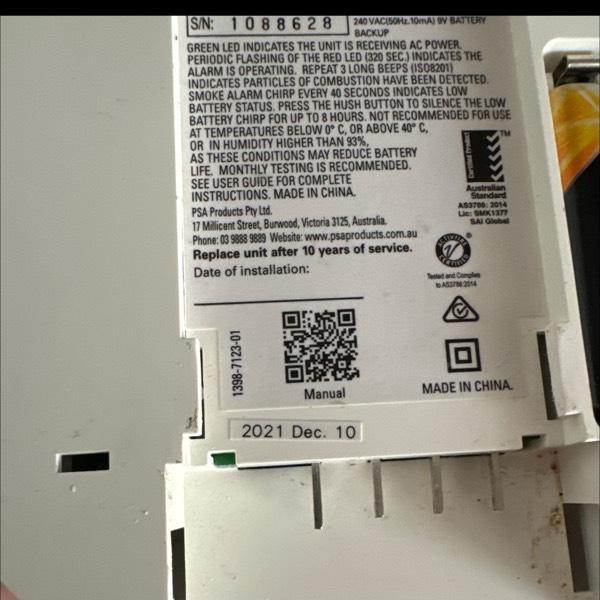 S/N: 1088628
240 VAC(50Hz.10mA) 9V BATTERY
BACKUP
GREEN LED INDICATES THE UNIT IS RECEIVING AC POWER.
PERIODIC FLASHING OF THE RED LED (320 SEC.) INDICATES THE
ALARM IS OPERATING. REPEAT 3 LONG BEEPS (ISO8201)
INDICATES PARTICLES OF COMBUSTION HAVE BEEN DETECTED.
SMOKE ALARM CHIRP EVERY 40 SECONDS INDICATES LOW
BATTERY STATUS. PRESS THE HUSH BUTTON TO SILENCE THE LOW
BATTERY CHIRP FOR UP TO 8 HOURS. NOT RECOMMENDED FOR USE
AT TEMPERATURES BELOW 0° C, OR ABOVE 40° C,
OR IN HUMIDITY HIGHER THAN 93%,
AS THESE CONDITIONS MAY REDUCE BATTERY
LIFE. MONTHLY TESTING IS RECOMMENDED.
SEE USER GUIDE FOR COMPLETE
INSTRUCTIONS. MADE IN CHINA.
Certified Product
TM
Australian
Standard
AS3786: 2014
Lic: SMK1377
SAI Global
PSA Products Pty Ltd.
17 Millicent Street, Burwood, Victoria 3125, Australia.
Phone: 03 9888 9889 Website: www.psaproducts.com.au
Replace unit after 10 years of service.
Date of installation:
ACTIVFIRE
CERTIFIED
®
Tested and Complies
to AS3786:2014
1398-7123-01
Manual
MADE IN CHINA.
2021 Dec. 10